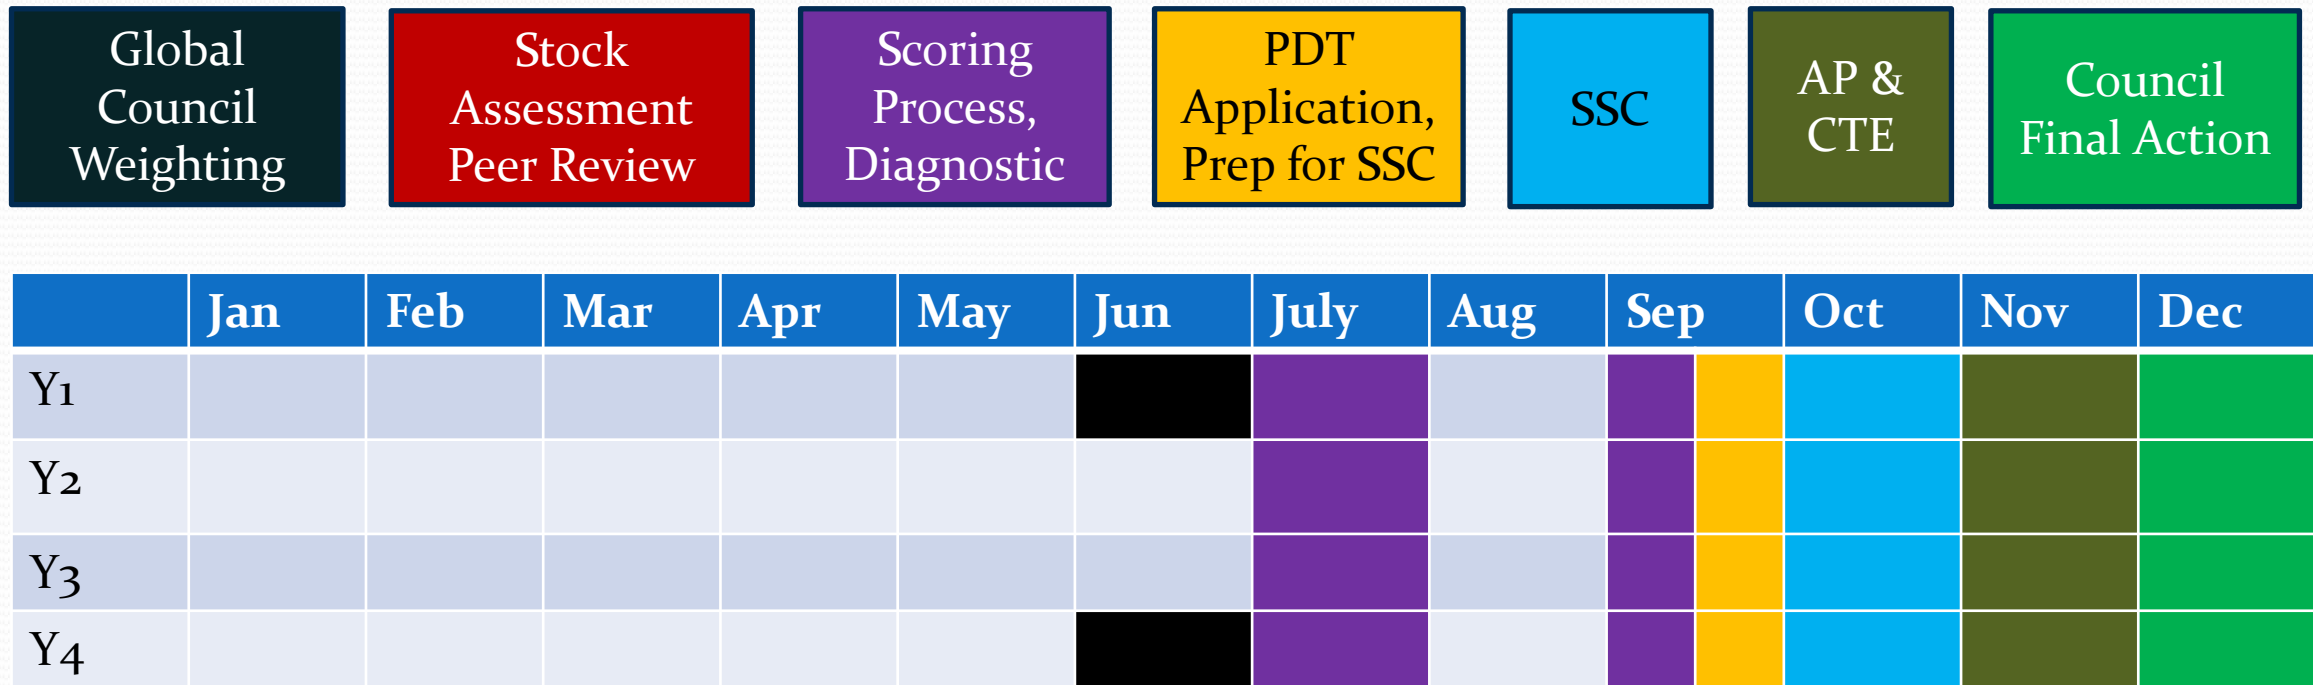 Global
Council
Weighting
Stock
Assessment
Peer Review
Scoring
Process,
Diagnostic
PDT
Application,
Prep for SSC
SSC
AP &
CTE
Council
Final Action
Jan Feb Mar Apr May Jun July Aug Sep Oct Nov Dec
Y1
Y2
Y3
Y4